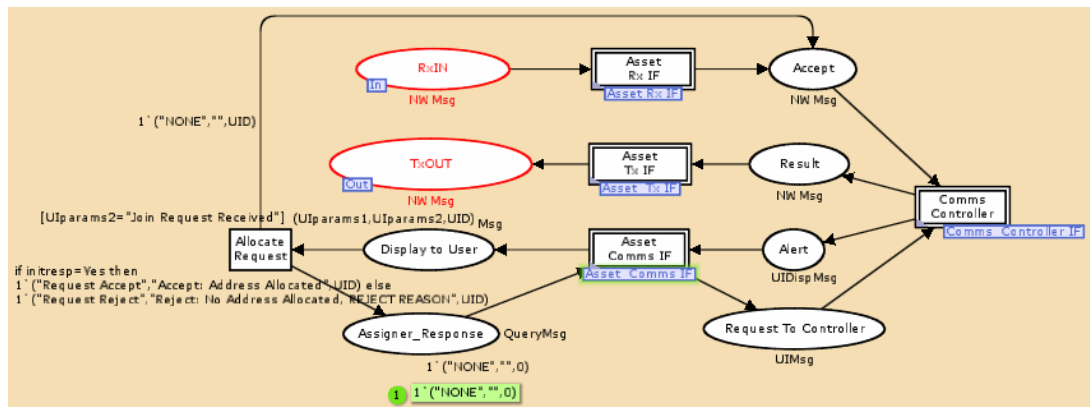 RxIN
In
NW Msg
Asset
Rx IF
Asset Rx IF
Accept
NW Msg
1`("NONE","",UID)
TxOUT
Out
NW Msg
Asset
Tx IF
Asset Tx IF
Result
NW Msg
Comms
Controller
Comms Controller IF
[UIparams2="Join Request Received"]
(UIparams1,UIparams2,UID)
Msg
Allocate
Request
Display to User
Asset
Comms IF
Asset Comms IF
Alert
UIDispMsg
if initresp=Yes then
1`("Request Accept","Accept: Address Allocated",UID) else
1`("Request Reject","Reject: No Address Allocated, REJECT REASON",UID)
Assigner_Response
QueryMsg
Request To Controller
UIMsg
1`("NONE","",0)
1
1`("NONE","",0)